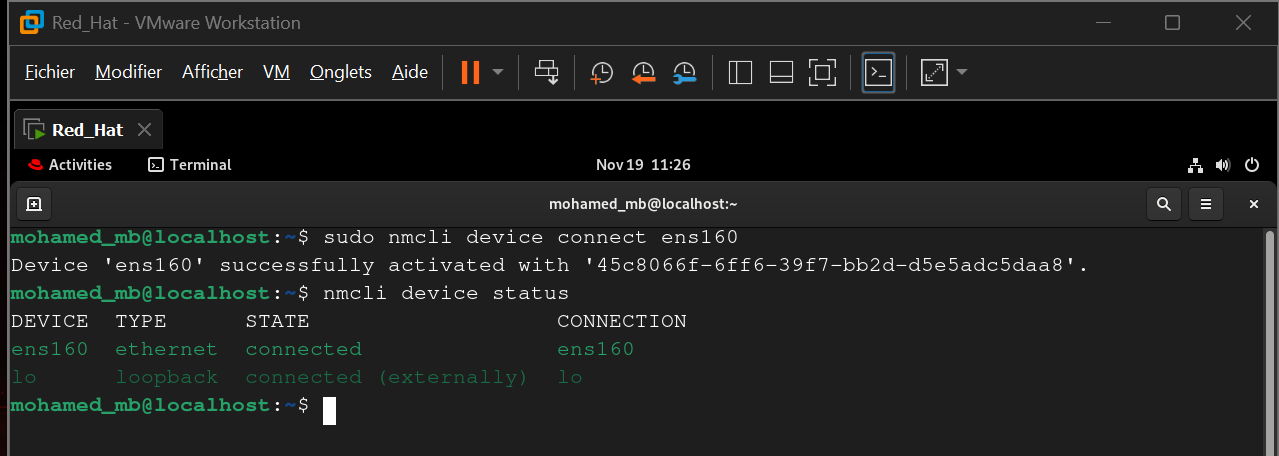 Red_Hat - VMware Workstation
Fichier Modifier Afficher VM Onglets Aide
Red_Hat
Activities Terminal Nov 19 11:26
mohamed_mb@localhost:~
mohamed_mb@localhost:~$ sudo nmcli device connect ens160
Device 'ens160' successfully activated with '45c8066f-6ff6-39f7-bb2d-d5e5adc5daa8'.
mohamed_mb@localhost:~$ nmcli device status
DEVICE TYPE STATE CONNECTION
ens160 ethernet connected ens160
lo loopback connected (externally) lo
mohamed_mb@localhost:~$